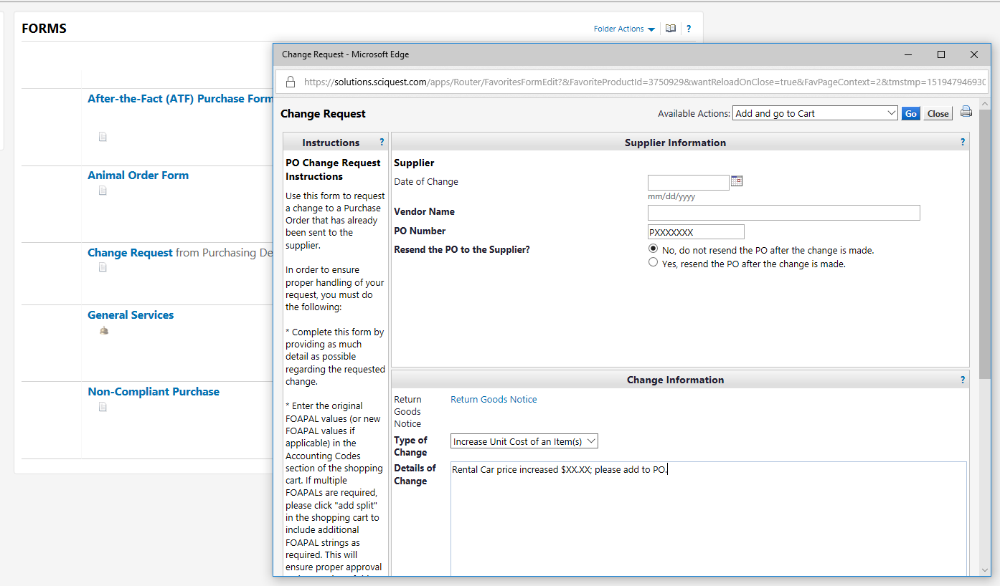 FORMS
Folder Actions
?
After-the-Fact (ATF) Purchase Form
Animal Order Form
Change Request from Purchasing De
General Services
Non-Compliant Purchase
Change Request - Microsoft Edge
https://solutions.sciquest.com/apps/Router/FavoritesFormEdit?&FavoriteProductId=3750929&wantReloadOnClose=true&FavPageContext=2&tmstmp=151947946930
Change Request
Available Actions: Add and go to Cart
Go
Close
Instructions ?
PO Change Request
Instructions
Use this form to request
a change to a Purchase
Order that has already
been sent to the
supplier.
In order to ensure
proper handling of your
request, you must do
the following:
* Complete this form by
providing as much
detail as possible
regarding the requested
change.
* Enter the original
FOAPAL values (or new
FOAPAL values if
applicable) in the
Accounting Codes
section of the shopping
cart. If multiple
FOAPALs are required,
please click "add split"
in the shopping cart to
include additional
FOAPAL strings as
required. This will
ensure proper approval
Supplier Information ?
Supplier
Date of Change
mm/dd/yyyy
Vendor Name
PO Number PXXXXXXX
Resend the PO to the Supplier? No, do not resend the PO after the change is made.
Yes, resend the PO after the change is made.
Change Information ?
Return
Goods
Notice
Return Goods Notice
Type of
Change
Increase Unit Cost of an Item(s)
Details of
Change
Rental Car price increased $XX.XX; please add to PO.